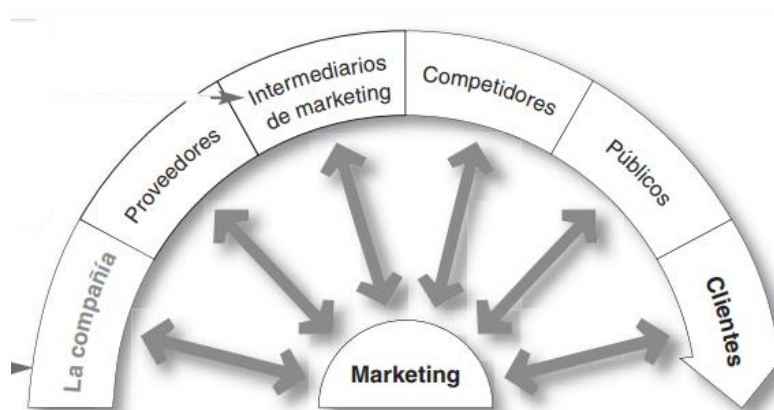 La compañía
Proveedores
Intermediarios
de marketing
Competidores
Públicos
Clientes
Marketing